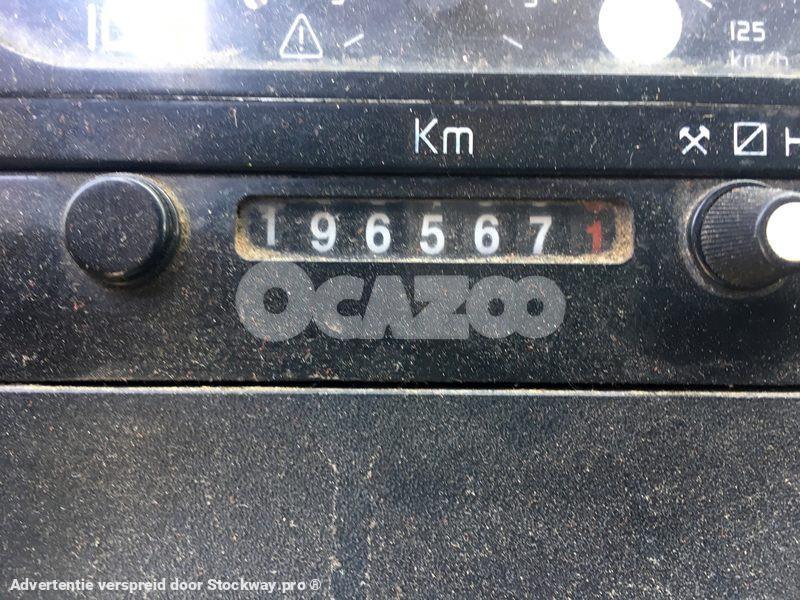 125
km/h
Km
1965671
OCAZOO
Advertentie verspreid door Stockway.pro®